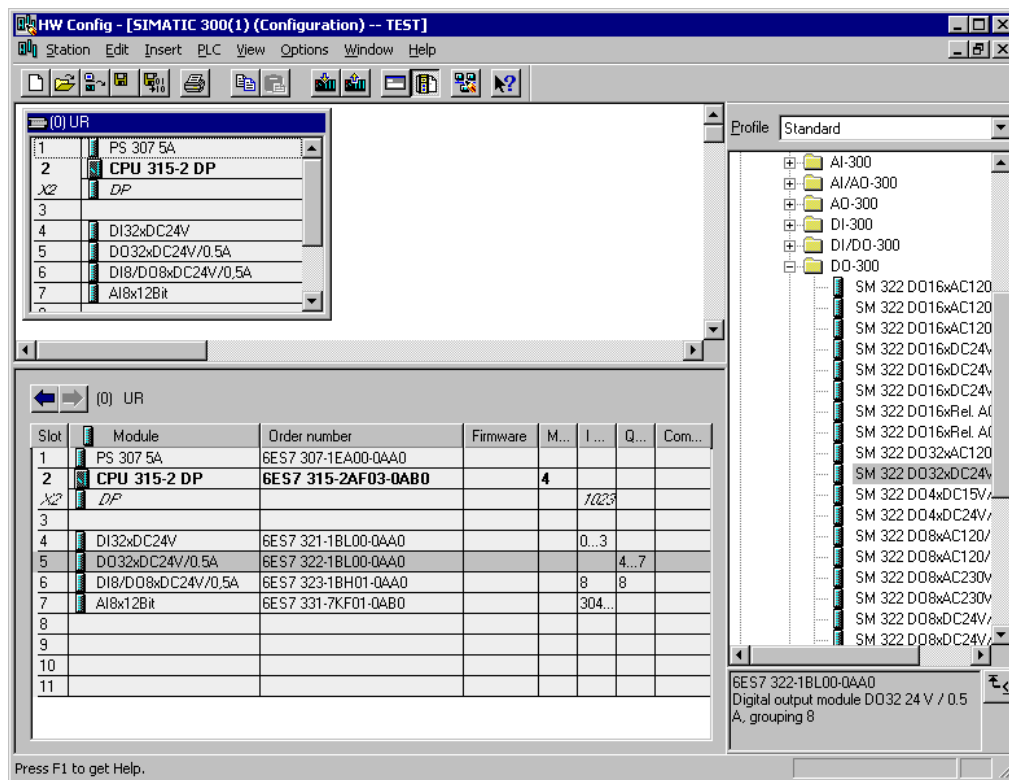 HW Config - [SIMATIC 300(1) (Configuration) -- TEST]
Station Edit Insert PLC View Options Window Help
(0) UR
1 PS 307 5A
2 CPU 315-2 DP
X2 DP
3
4 DI32xDC24V
5 DO32xDC24V/0.5A
6 DI8/DO8xDC24V/0,5A
7 AI8x12Bit
Profile Standard
AI-300
AI/AO-300
AO-300
DI-300
DI/DO-300
DO-300
SM 322 DO16xAC120
SM 322 DO16xAC120
SM 322 DO16xAC120
SM 322 DO16xDC24V
SM 322 DO16xDC24V
SM 322 DO16xDC24V
SM 322 DO16xRel. AC
SM 322 DO16xRel. AC
SM 322 DO32xAC120
SM 322 DO32xDC24V
SM 322 DO4xDC15V/
SM 322 DO4xDC24V/
SM 322 DO8xAC120/
SM 322 DO8xAC120/
SM 322 DO8xAC230V
SM 322 DO8xAC230V
SM 322 DO8xDC24V/
SM 322 DO8xDC24V/
6ES7 322-1BL00-0AA0
Digital output module DO32 24 V / 0.5
A, grouping 8
(0) UR
Slot Module Order number Firmware M... I ... Q... Com...
1 PS 307 5A 6ES7 307-1EA00-0AA0
2 CPU 315-2 DP 6ES7 315-2AF03-0AB0 4
X2 DP 1023
3
4 DI32xDC24V 6ES7 321-1BL00-0AA0 0...3
5 DO32xDC24V/0.5A 6ES7 322-1BL00-0AA0 4...7
6 DI8/DO8xDC24V/0,5A 6ES7 323-1BH01-0AA0 8 8
7 AI8x12Bit 6ES7 331-7KF01-0AB0 304...
8
9
10
11
Press F1 to get Help.